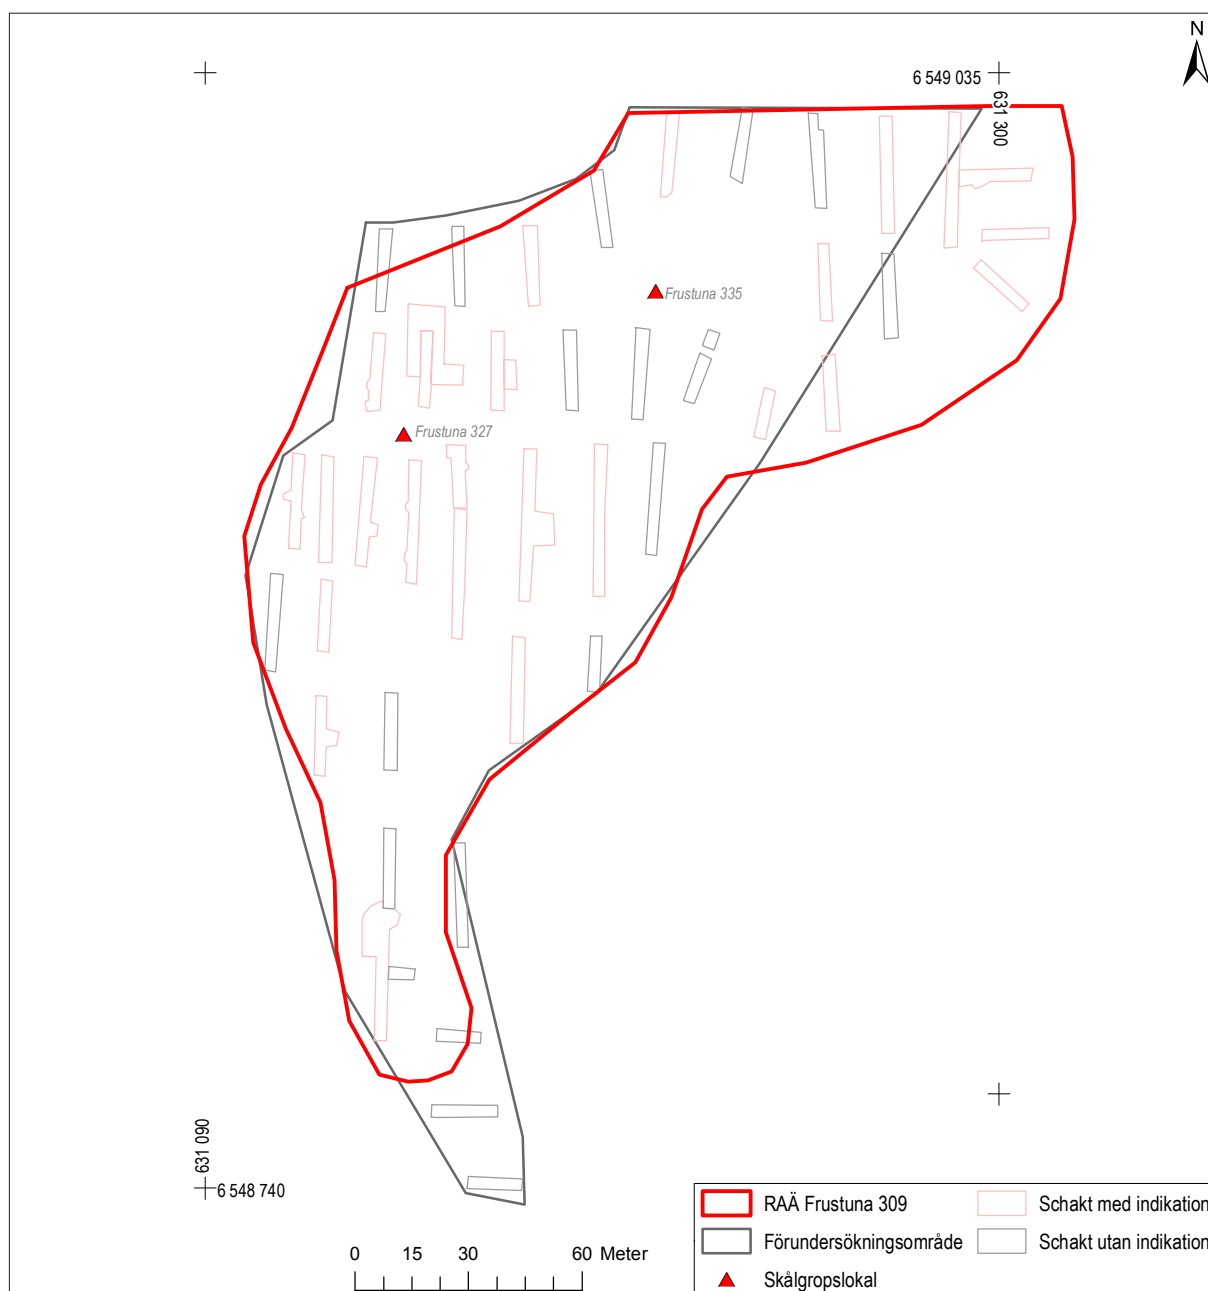 N
6 549 035
631 300
Frustuna 335
Frustuna 327
631 090
6 548 740
RAÄ Frustuna 309
Schakt med indikation
Förundersökningsområde
Schakt utan indikation
Skålgropslokal
0 15 30 60 Meter